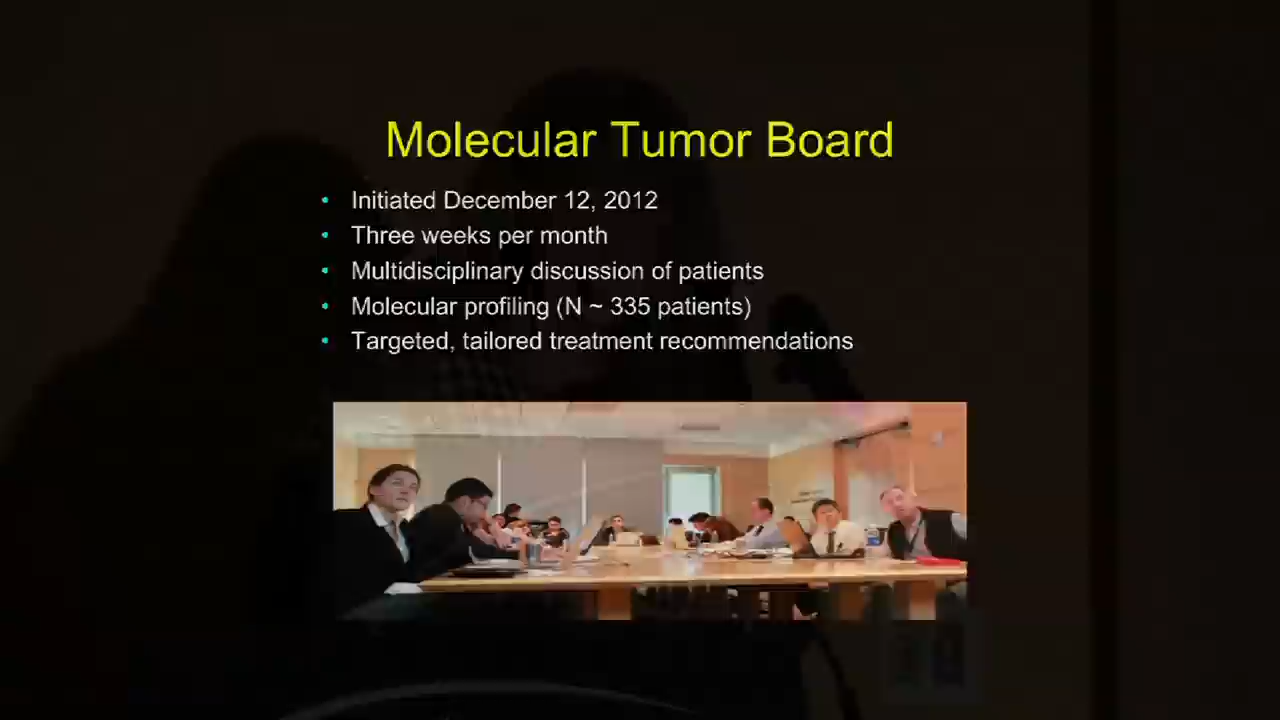 Molecular Tumor Board
• Initiated December 12, 2012
• Three weeks per month
• Multidisciplinary discussion of patients
• Molecular profiling (N ~ 335 patients)
• Targeted, tailored treatment recommendations